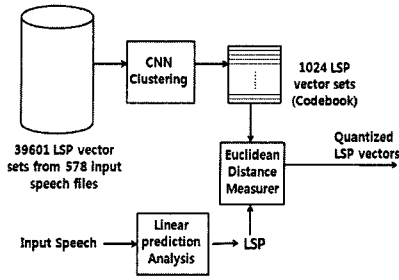 CNN
Clustering
1024 LSP
vector sets
(Codebook)
39601 LSP vector
sets from 578 input
speech files
Euclidean
Distance
Measurer
Quantized
LSP vectors
Input Speech
Linear
prediction
Analysis
LSP